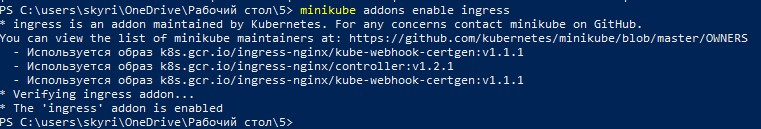 PS C:\users\skyri\OneDrive\Рабочий стол\5> minikube addons enable ingress
* ingress is an addon maintained by Kubernetes. For any concerns contact minikube on GitHub.
You can view the list of minikube maintainers at: https://github.com/kubernetes/minikube/blob/master/OWNERS
  - Используется образ k8s.gcr.io/ingress-nginx/kube-webhook-certgen:v1.1.1
  - Используется образ k8s.gcr.io/ingress-nginx/controller:v1.2.1
  - Используется образ k8s.gcr.io/ingress-nginx/kube-webhook-certgen:v1.1.1
* Verifying ingress addon...
* The 'ingress' addon is enabled
PS C:\users\skyri\OneDrive\Рабочий стол\5>